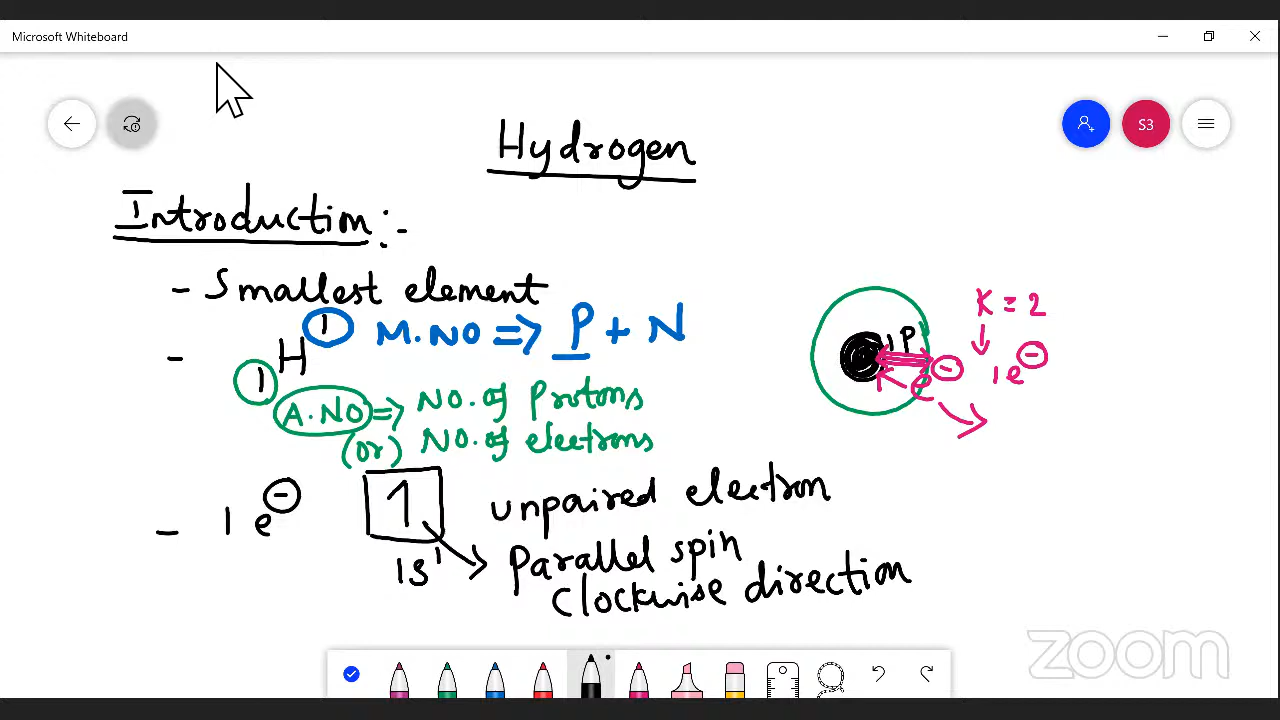 Microsoft Whiteboard
S3
Hydrogen
Introduction:-
- Smallest element
- 1 H 1 M.NO => P + N
A.NO => NO. of Protons
(or) NO. of electrons
1P
e-
K = 2
1e-
- 1 e- 1 unpaired electron
1s1 Parallel spin
clockwise direction
zoom